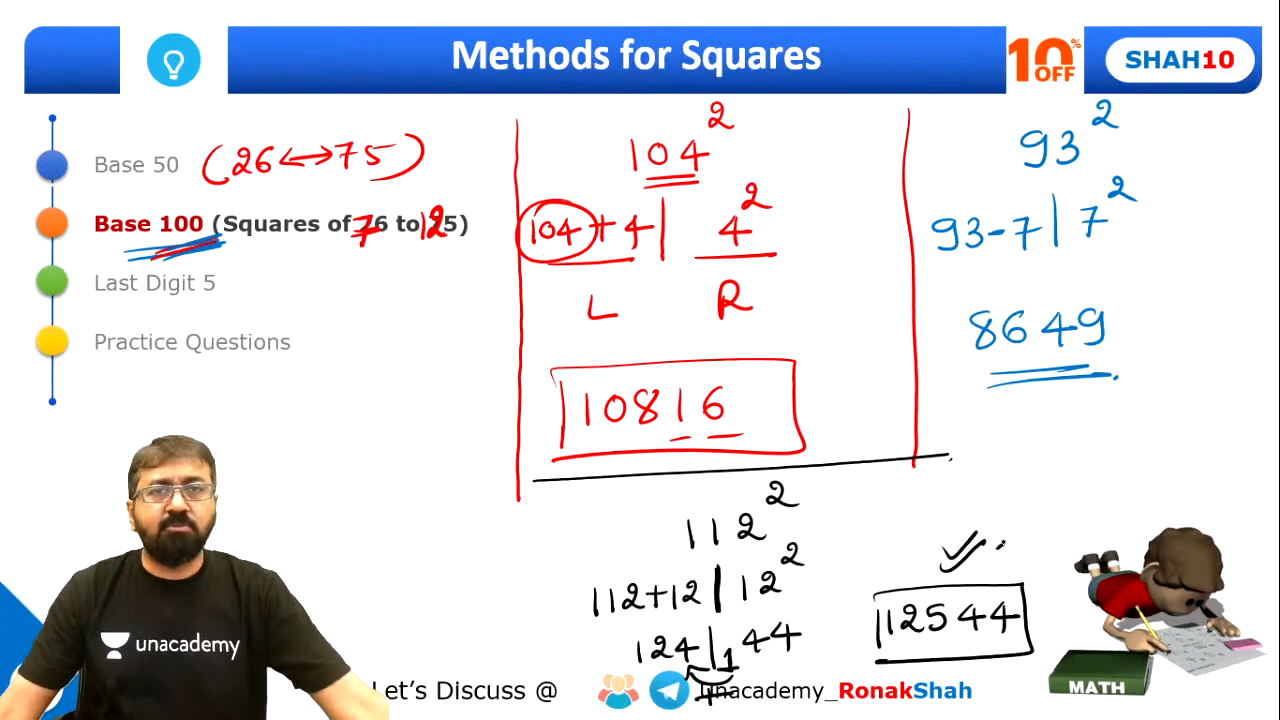 Methods for Squares
10% OFF
SHAH10
Base 50 (26↔75)
Base 100 (Squares of 76 to 125)
Last Digit 5
Practice Questions
104²
104+4 | 4²
L R
10816
93²
93-7 | 7²
8649
112²
112+12 | 12²
124 | 144
12544
unacademy
Let's Discuss @
unacademy_RonakShah
MATH